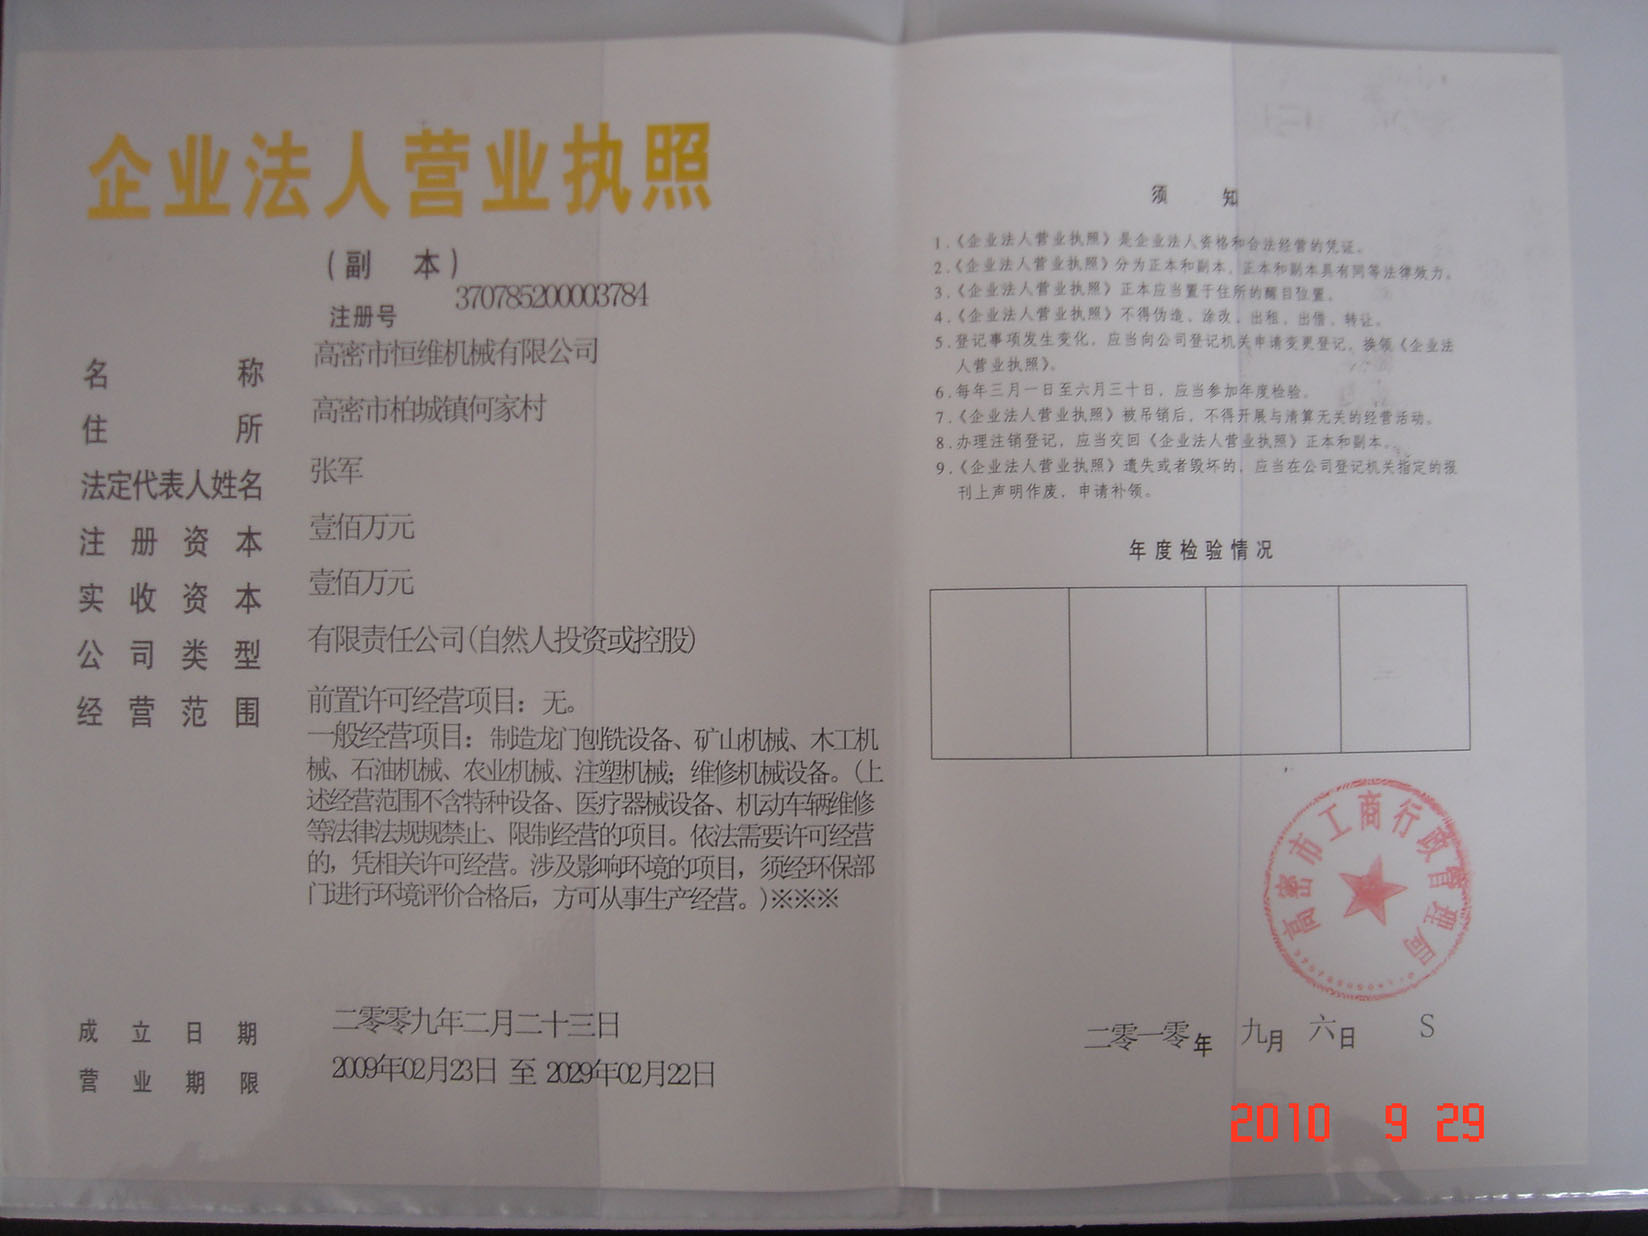 企业法人营业执照
(副 本)
注册号 370785200003784
名 称 高密市恒维机械有限公司
住 所 高密市柏城镇何家村
法定代表人姓名 张军
注册资本 壹佰万元
实收资本 壹佰万元
公司类型 有限责任公司(自然人投资或控股)
经营范围 前置许可经营项目：无。
一般经营项目：制造龙门刨铣设备、矿山机械、木工机
械、石油机械、农业机械、注塑机械；维修机械设备。(上
述经营范围不含特种设备、医疗器械设备、机动车辆维修
等法律法规规禁止、限制经营的项目。依法需要许可经营
的，凭相关许可经营。涉及影响环境的项目，须经环保部
门进行环境评价合格后，方可从事生产经营。)※※※
成立日期 二零零九年二月二十三日
营业期限 2009年02月23日 至 2029年02月22日
须 知
1.《企业法人营业执照》是企业法人资格和合法经营的凭证。
2.《企业法人营业执照》分为正本和副本，正本和副本具有同等法律效力。
3.《企业法人营业执照》正本应当置于住所的醒目位置。
4.《企业法人营业执照》不得伪造、涂改、出租、出借、转让。
5.登记事项发生变化，应当向公司登记机关申请变更登记，换领《企业法
人营业执照》。
6.每年三月一日至六月三十日，应当参加年度检验。
7.《企业法人营业执照》被吊销后，不得开展与清算无关的经营活动。
8.办理注销登记，应当交回《企业法人营业执照》正本和副本。
9.《企业法人营业执照》遗失或者毁坏的，应当在公司登记机关指定的报
刊上声明作废，申请补领。
年度检验情况
高密市工商行政管理局
二零一零年 九月 六日 S
2010 9 29